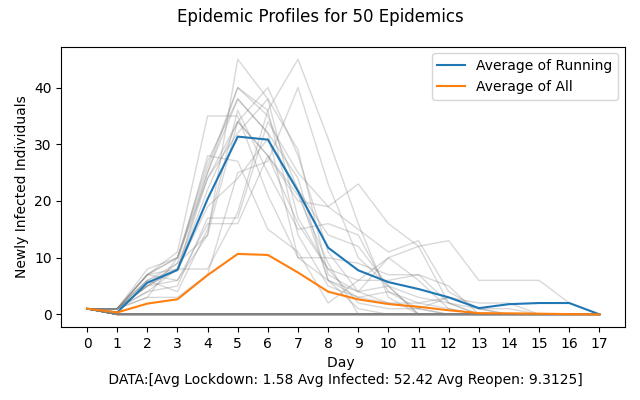 Epidemic Profiles for 50 Epidemics
Average of Running
Average of All
Newly Infected Individuals
40
30
20
10
0
0 1 2 3 4 5 6 7 8 9 10 11 12 13 14 15 16 17
Day
DATA:[Avg Lockdown: 1.58 Avg Infected: 52.42 Avg Reopen: 9.3125]